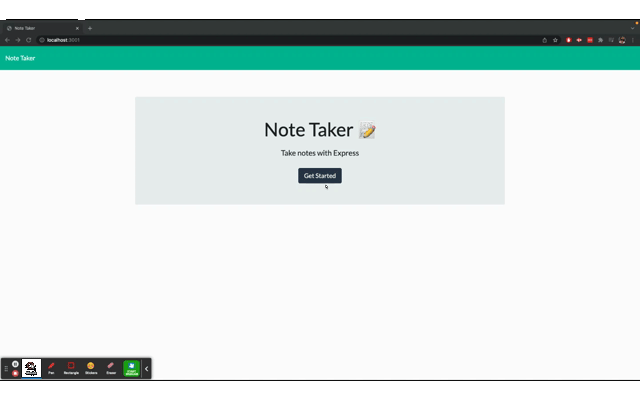 Note Taker
localhost:3001
Note Taker
Note Taker
Take notes with Express
Get Started
Pen
Rectangle
Stickers
Eraser